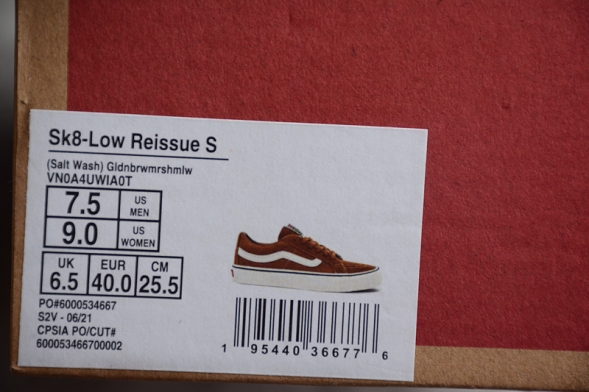 Sk8-Low Reissue S
(Salt Wash) Gldnbrwmrshmlw
VN0A4UWIA0T
7.5 US MEN
9.0 US WOMEN
UK EUR CM
6.5 40.0 25.5
PO#6000534667
S2V - 06/21
CPSIA PO/CUT#
600053466700002
1 95440 36677 6